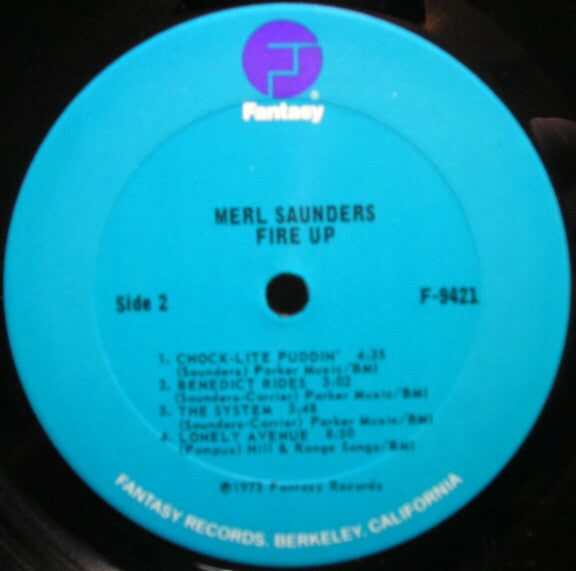 Fantasy
MERL SAUNDERS
FIRE UP
Side 2
F-9421
1. CHOCK-LITE PUDDIN' 4:35
(Saunders) Parker Music/BMI
2. BENEDICT RIDES 3:02
(Saunders-Carrier) Parker Music/BMI
3. THE SYSTEM 3:48
(Saunders-Carrier) Parker Music/BMI
4. LONELY AVENUE 8:50
(Pompus) Hill & Range Songs/BMI
©1973 Fantasy Records
FANTASY RECORDS, BERKELEY, CALIFORNIA